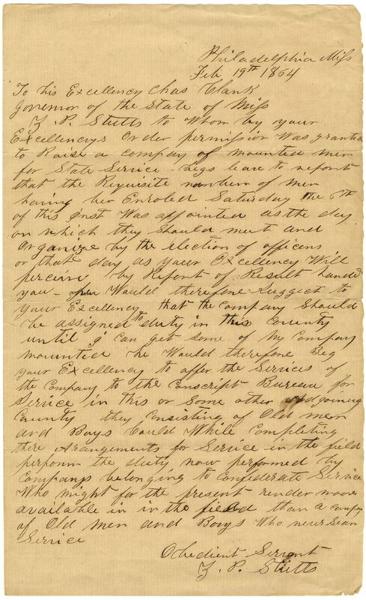 Philadelphia Miss
Feb 19th 1864
To his Excellency Chas Clark
Governor of the State of Miss
P. Stutts to Whom by your
Excellencys Order permission Was granted
to Raise a company of mounted men
for State Service begs leave to report
that the Requisite number of men
having ben Enroled Saturday the 6th
of this Inst Was appointed as the day
on which they should meet and
Organize by the election of officers
on that day as your Excellency Will
percieve by Report of Result handed
you Would therefore Suggest to
your Excellency that the company Should
be assigned to duty in this County
until I can get some of my Company
mounted he Would therefore beg
your Excellency to offer the Services of
the Company to the Conscript Bureau for
Service in this or Some other adjoining
County they Consisting of Old men
and Boys Could While Completing
there Arangements for Service in the field
perform the duty now performed by
Companys belonging to Confederate Service
Who might for the present render more
available in in the field than a company
of Old men and Boys Who never Saw
Service
Obedient Servent
P. Stutts